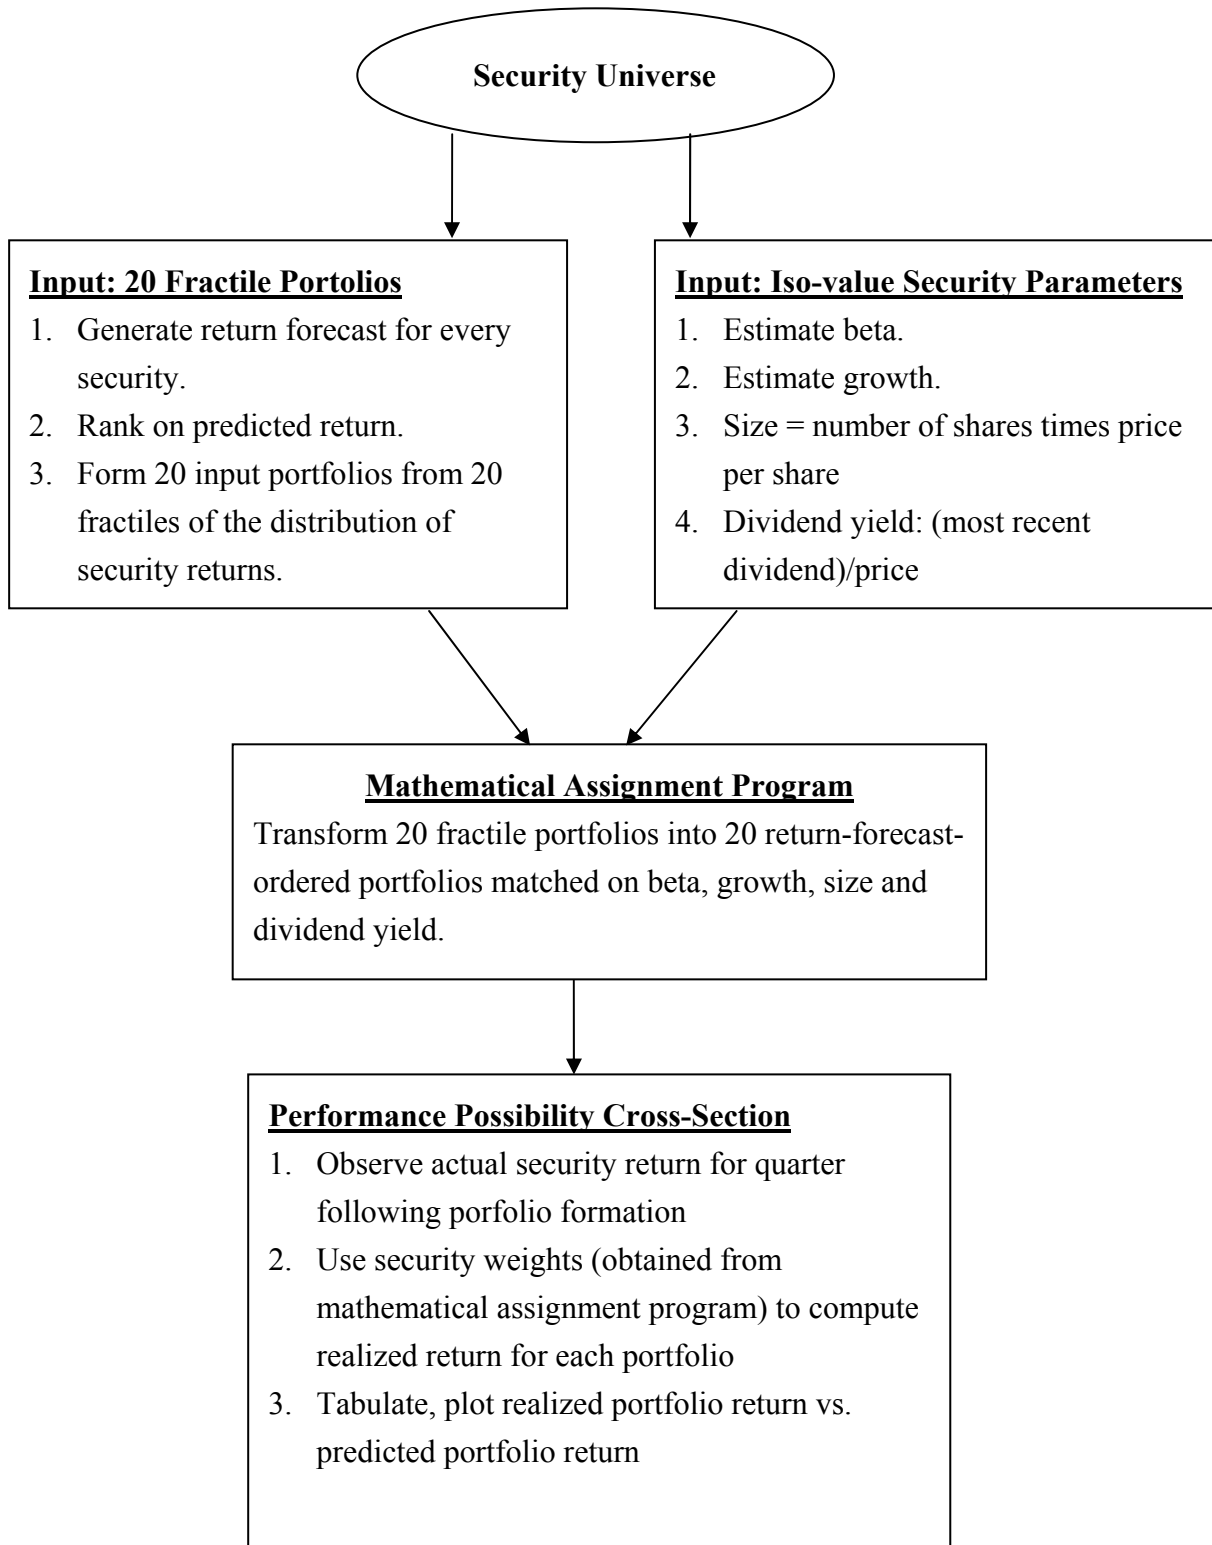 Security Universe
Input: 20 Fractile Portolios
1. Generate return forecast for every
security.
2. Rank on predicted return.
3. Form 20 input portfolios from 20
fractiles of the distribution of
security returns.
Input: Iso-value Security Parameters
1. Estimate beta.
2. Estimate growth.
3. Size = number of shares times price
per share
4. Dividend yield: (most recent
dividend)/price
Mathematical Assignment Program
Transform 20 fractile portfolios into 20 return-forecast-
ordered portfolios matched on beta, growth, size and
dividend yield.
Performance Possibility Cross-Section
1. Observe actual security return for quarter
following porfolio formation
2. Use security weights (obtained from
mathematical assignment program) to compute
realized return for each portfolio
3. Tabulate, plot realized portfolio return vs.
predicted portfolio return